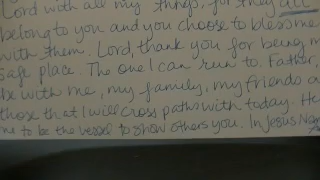 Lord with all my things, for they all
belong to you and you choose to bless me
with them. Lord, thank you for being my
safe place. The one I can run to. Father,
be with me, my family, my friends
those that I will cross paths with today. He
me to be the vessel to show others you. In Jesus Name